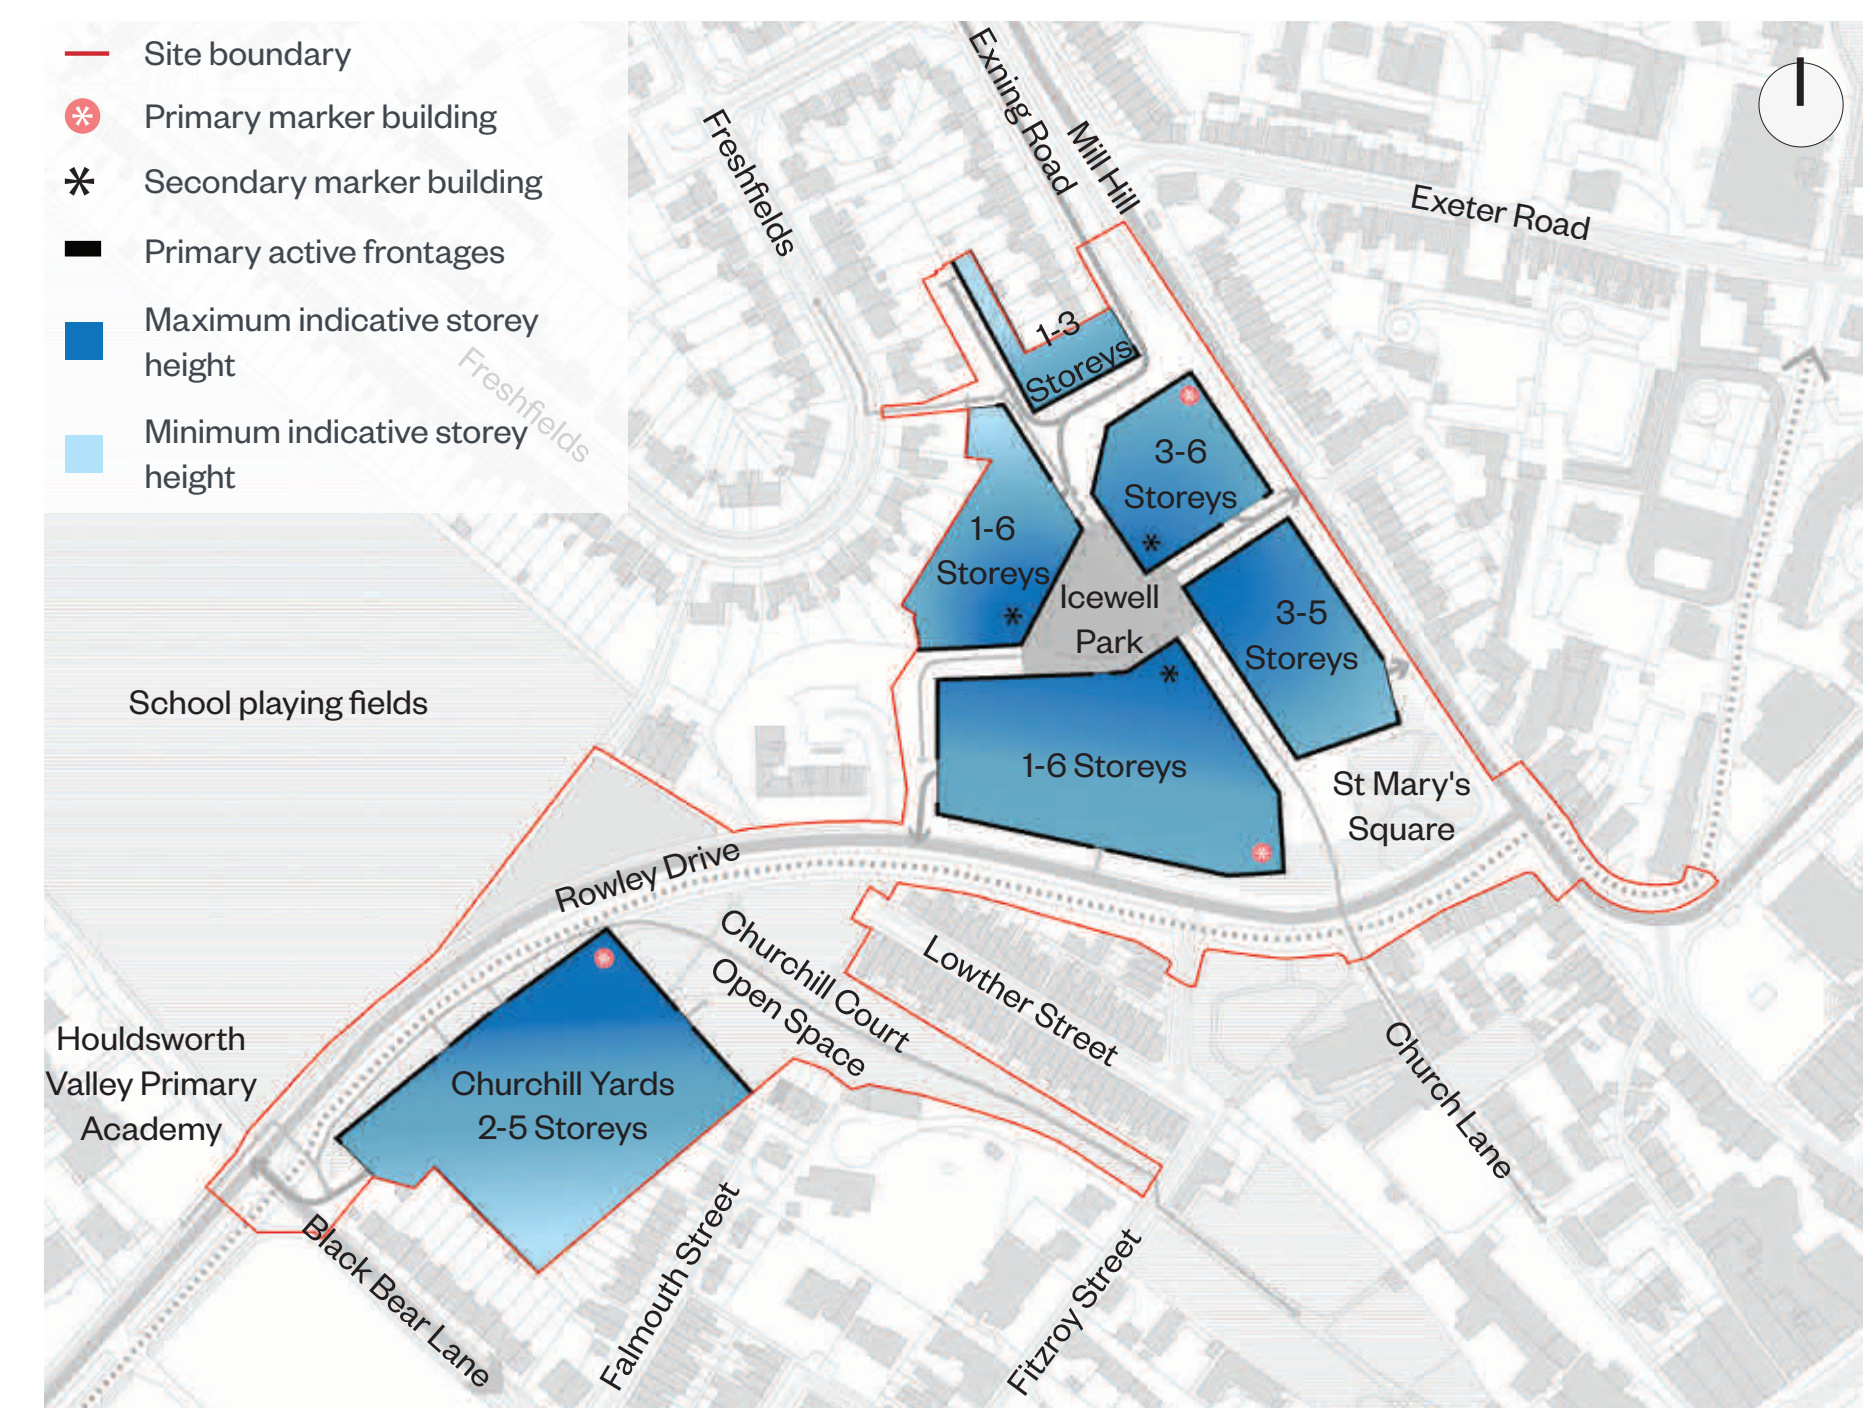 Site boundary
Primary marker building
Secondary marker building
Primary active frontages
Maximum indicative storey
height
Minimum indicative storey
height
Freshfields
Freshfields
Exning Road
Mill Hill
Exeter Road
1-3
Storeys
3-6
Storeys
1-6
Storeys
Icewell
Park
3-5
Storeys
School playing fields
1-6 Storeys
St Mary's
Square
Rowley Drive
Churchill Court
Open Space
Lowther Street
Houldsworth
Valley Primary
Academy
Churchill Yards
2-5 Storeys
Church Lane
Black Bear Lane
Falmouth Street
Fitzroy Street